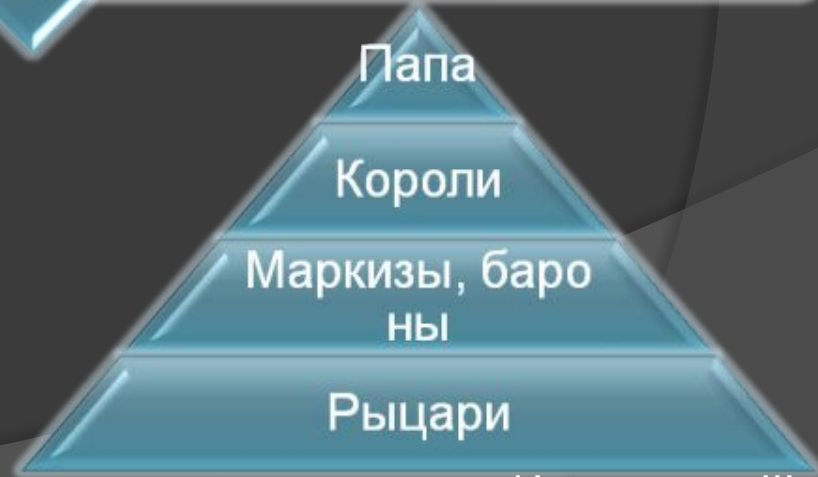 Папа
Короли
Маркизы, баро
ны
Рыцари